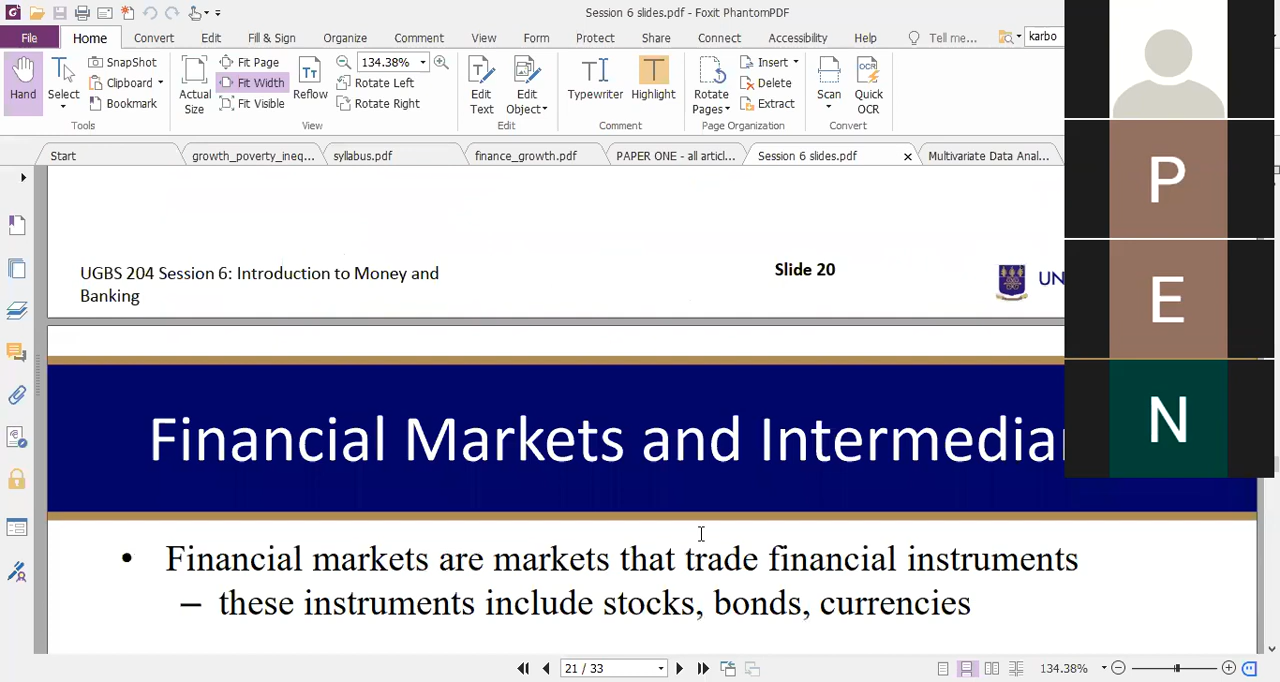 Session 6 slides.pdf - Foxit PhantomPDF
File Home Convert Edit Fill & Sign Organize Comment View Form Protect Share Connect Accessibility Help Tell me... karbo
Hand
Select
SnapShot
Clipboard
Bookmark
Tools
Actual
Size
Fit Page
Fit Width
Fit Visible
Reflow
134.38%
Rotate Left
Rotate Right
View
Edit
Text
Edit
Object
Edit
Typewriter
Highlight
Comment
Rotate
Pages
Insert
Delete
Extract
Page Organization
Scan
Quick
OCR
Convert
Start growth_poverty_ineq... syllabus.pdf finance_growth.pdf PAPER ONE - all articl... Session 6 slides.pdf Multivariate Data Anal...
UGBS 204 Session 6: Introduction to Money and
Banking
Slide 20
UN
Financial Markets and Intermedia
• Financial markets are markets that trade financial instruments
– these instruments include stocks, bonds, currencies
P
E
N
21 / 33
134.38%